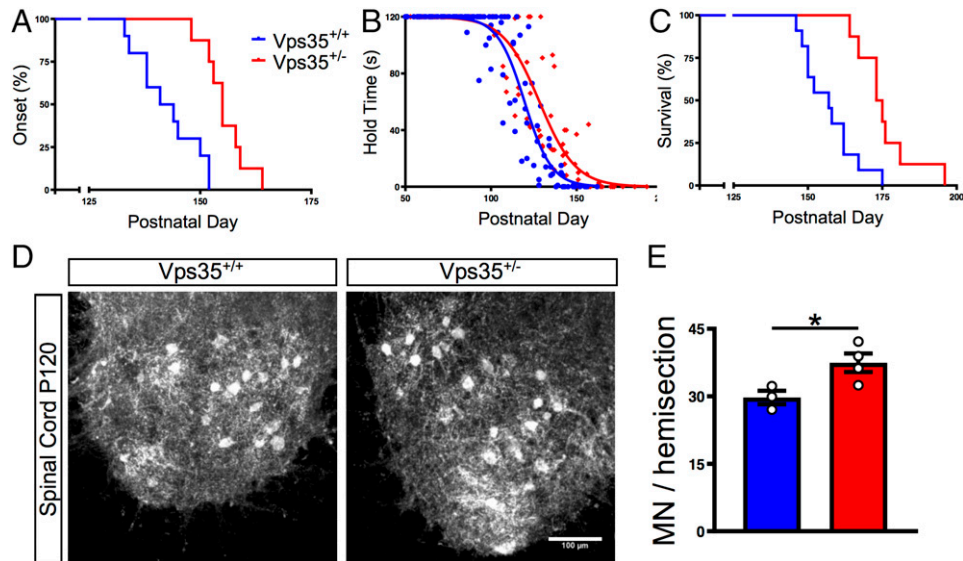 A
Onset (%)
100
75
50
25
0
125
150
175
Postnatal Day
Vps35+/+
Vps35+/-
B
Hold Time (s)
120
80
40
0
50
100
150
Postnatal Day
C
Survival (%)
100
75
50
25
0
125
150
175
200
Postnatal Day
D
Vps35+/+
Vps35+/-
Spinal Cord P120
100 µm
E
MN / hemisection
45
30
15
0
*